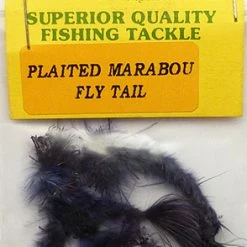 SUPERIOR QUALITY
FISHING TACKLE
PLAITED MARABOU
FLY TAIL